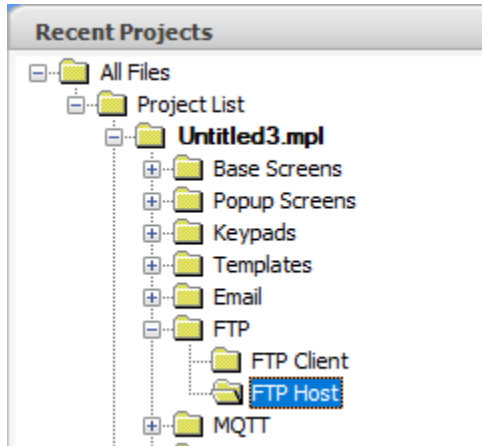 Recent Projects
All Files
Project List
Untitled3.mpl
Base Screens
Popup Screens
Keypads
Templates
Email
FTP
FTP Client
FTP Host
MQTT